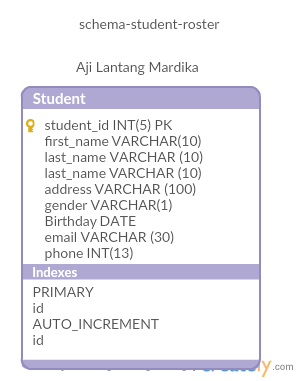 schema-student-roster
Aji Lantang Mardika
Student
student_id INT(5) PK
first_name VARCHAR(10)
last_name VARCHAR (10)
last_name VARCHAR (10)
address VARCHAR (100)
gender VARCHAR(1)
Birthday DATE
email VARCHAR (30)
phone INT(13)
Indexes
PRIMARY
id
AUTO_INCREMENT
id
.com